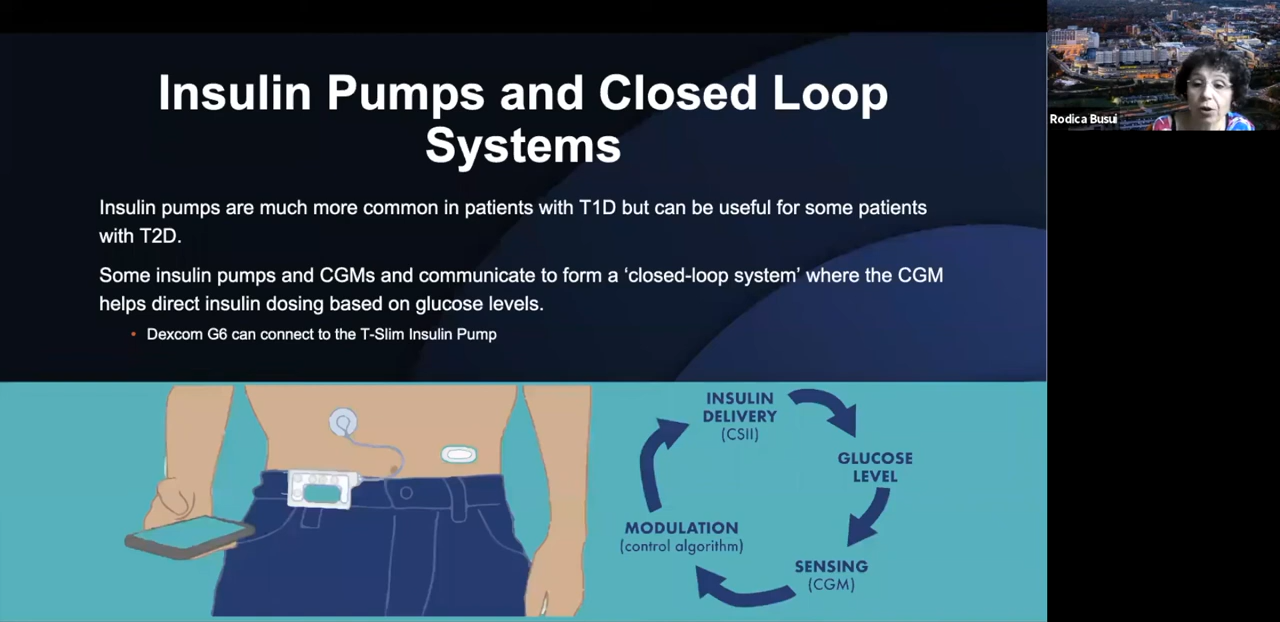 Insulin Pumps and Closed Loop
Systems
Insulin pumps are much more common in patients with T1D but can be useful for some patients
with T2D.
Some insulin pumps and CGMs and communicate to form a ‘closed-loop system’ where the CGM
helps direct insulin dosing based on glucose levels.
• Dexcom G6 can connect to the T-Slim Insulin Pump
INSULIN
DELIVERY
(CSII)
GLUCOSE
LEVEL
SENSING
(CGM)
MODULATION
(control algorithm)
Rodica Busui